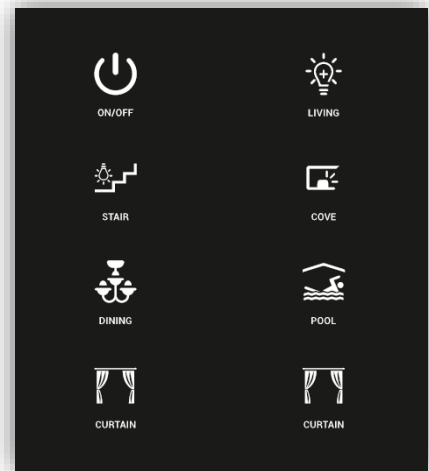 ON/OFF
LIVING
STAIR
COVE
DINING
POOL
CURTAIN
CURTAIN